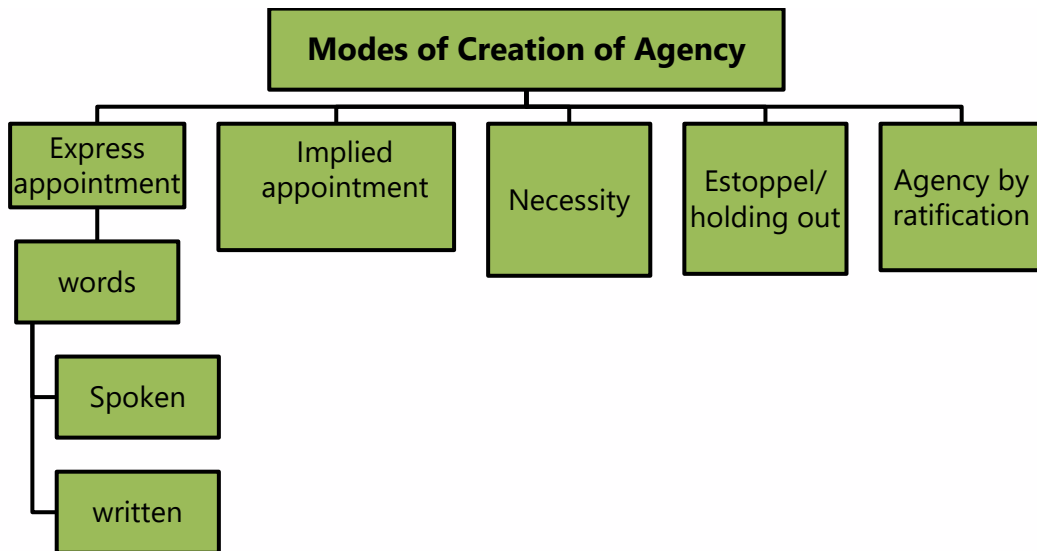 Modes of Creation of Agency
Express
appointment
Implied
appointment
Necessity
Estoppel/
holding out
Agency by
ratification
words
Spoken
written